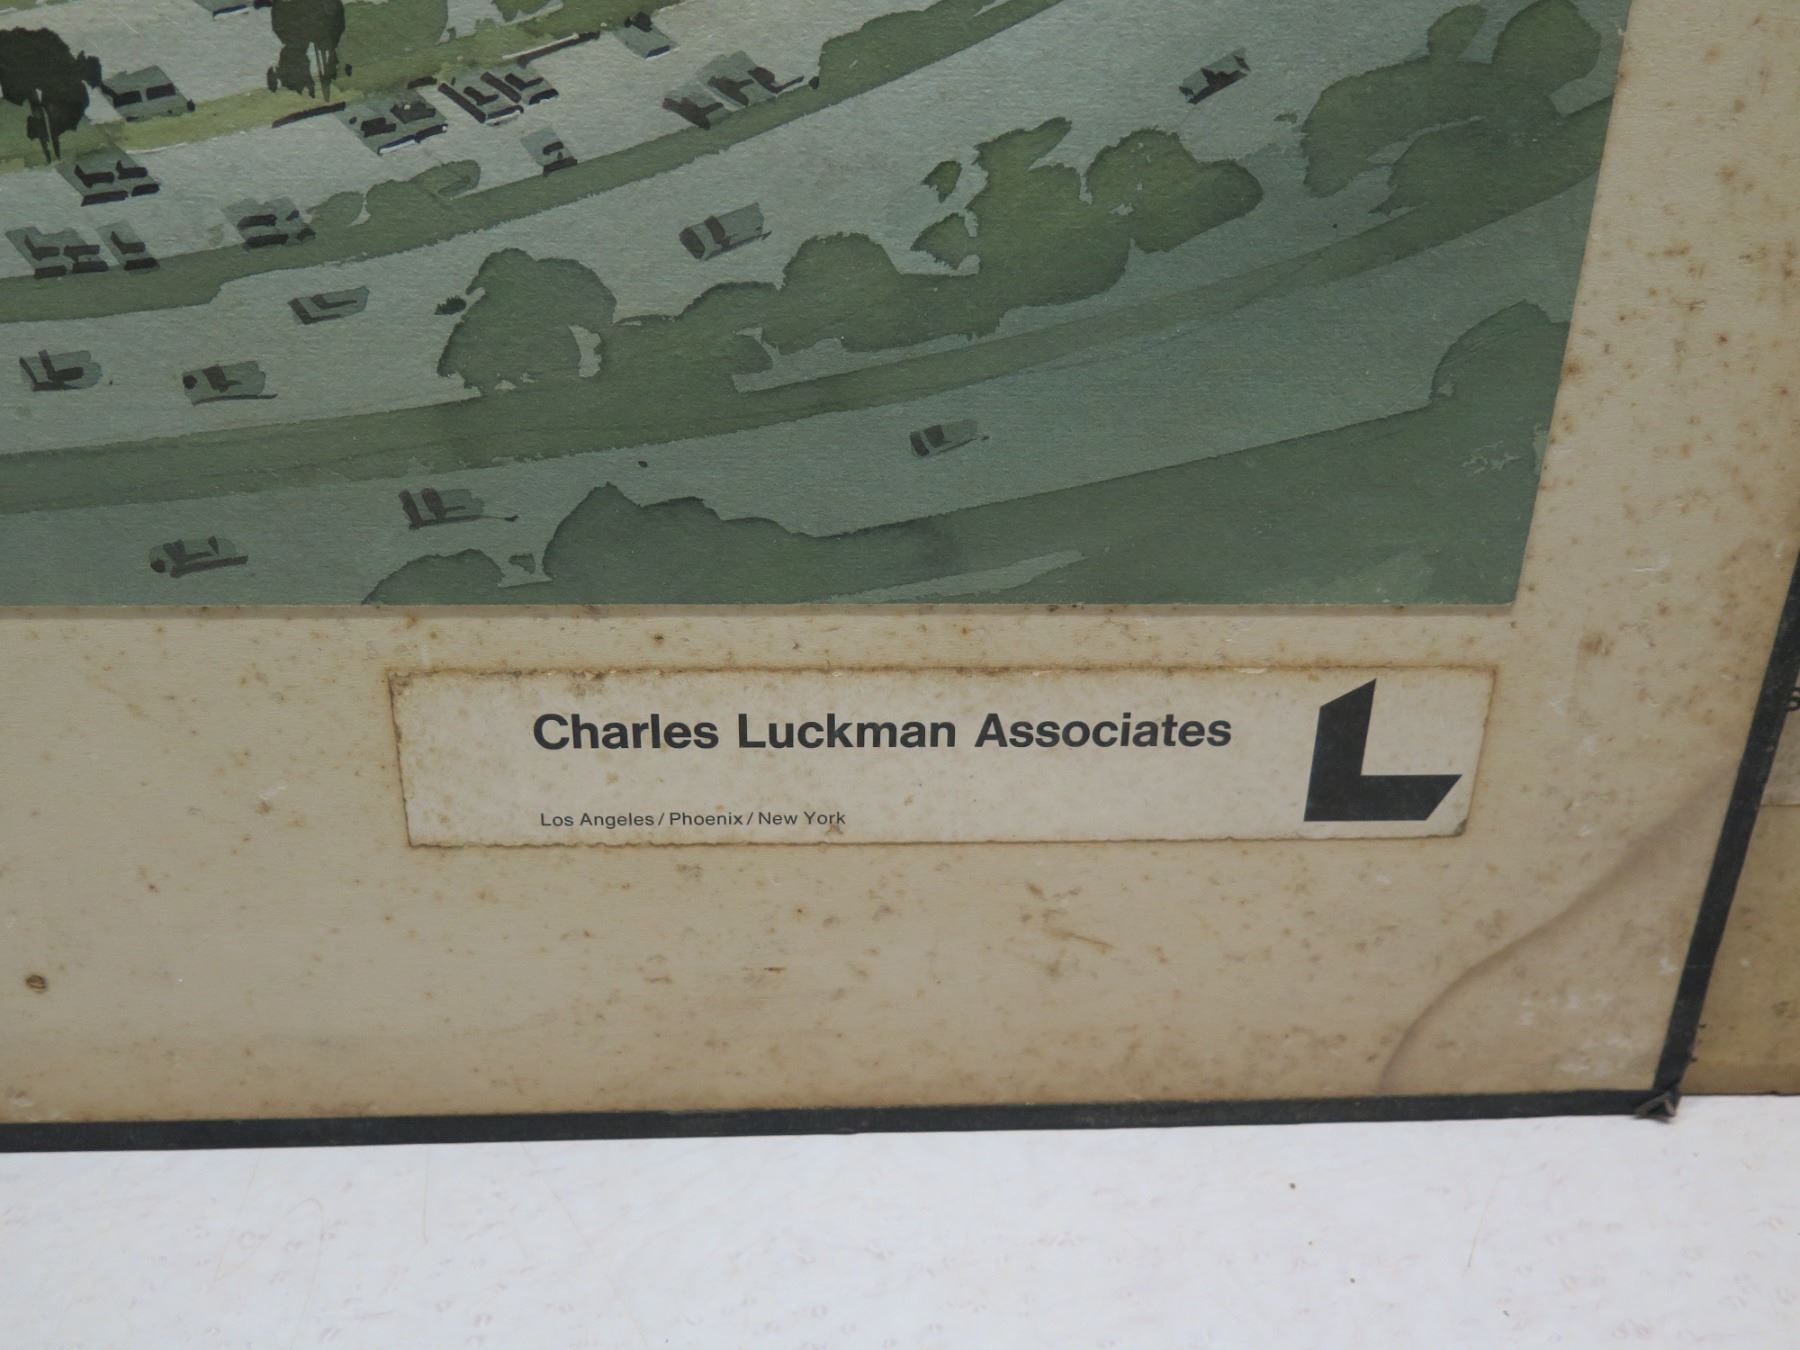 Charles Luckman Associates
Los Angeles / Phoenix / New York